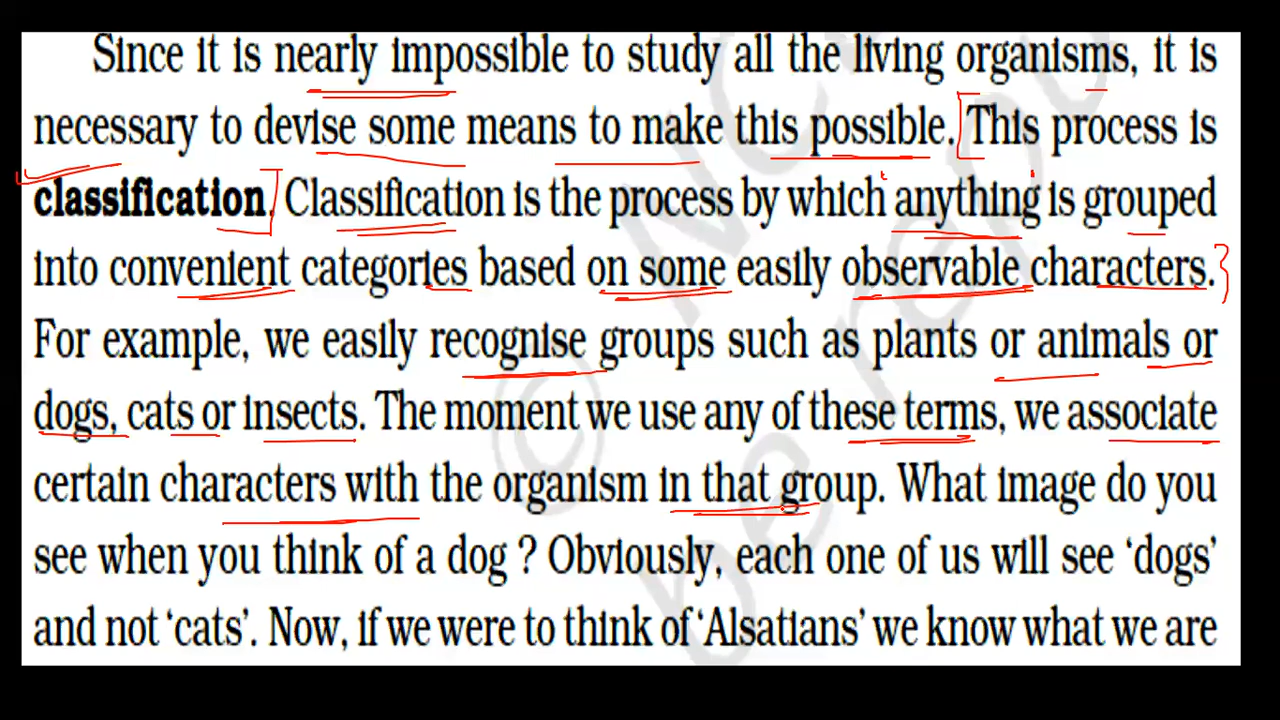 Since it is nearly impossible to study all the living organisms, it is
necessary to devise some means to make this possible. This process is
classification. Classification is the process by which anything is grouped
into convenient categories based on some easily observable characters.
For example, we easily recognise groups such as plants or animals or
dogs, cats or insects. The moment we use any of these terms, we associate
certain characters with the organism in that group. What image do you
see when you think of a dog ? Obviously, each one of us will see ‘dogs’
and not ‘cats’. Now, if we were to think of ‘Alsatians’ we know what we are